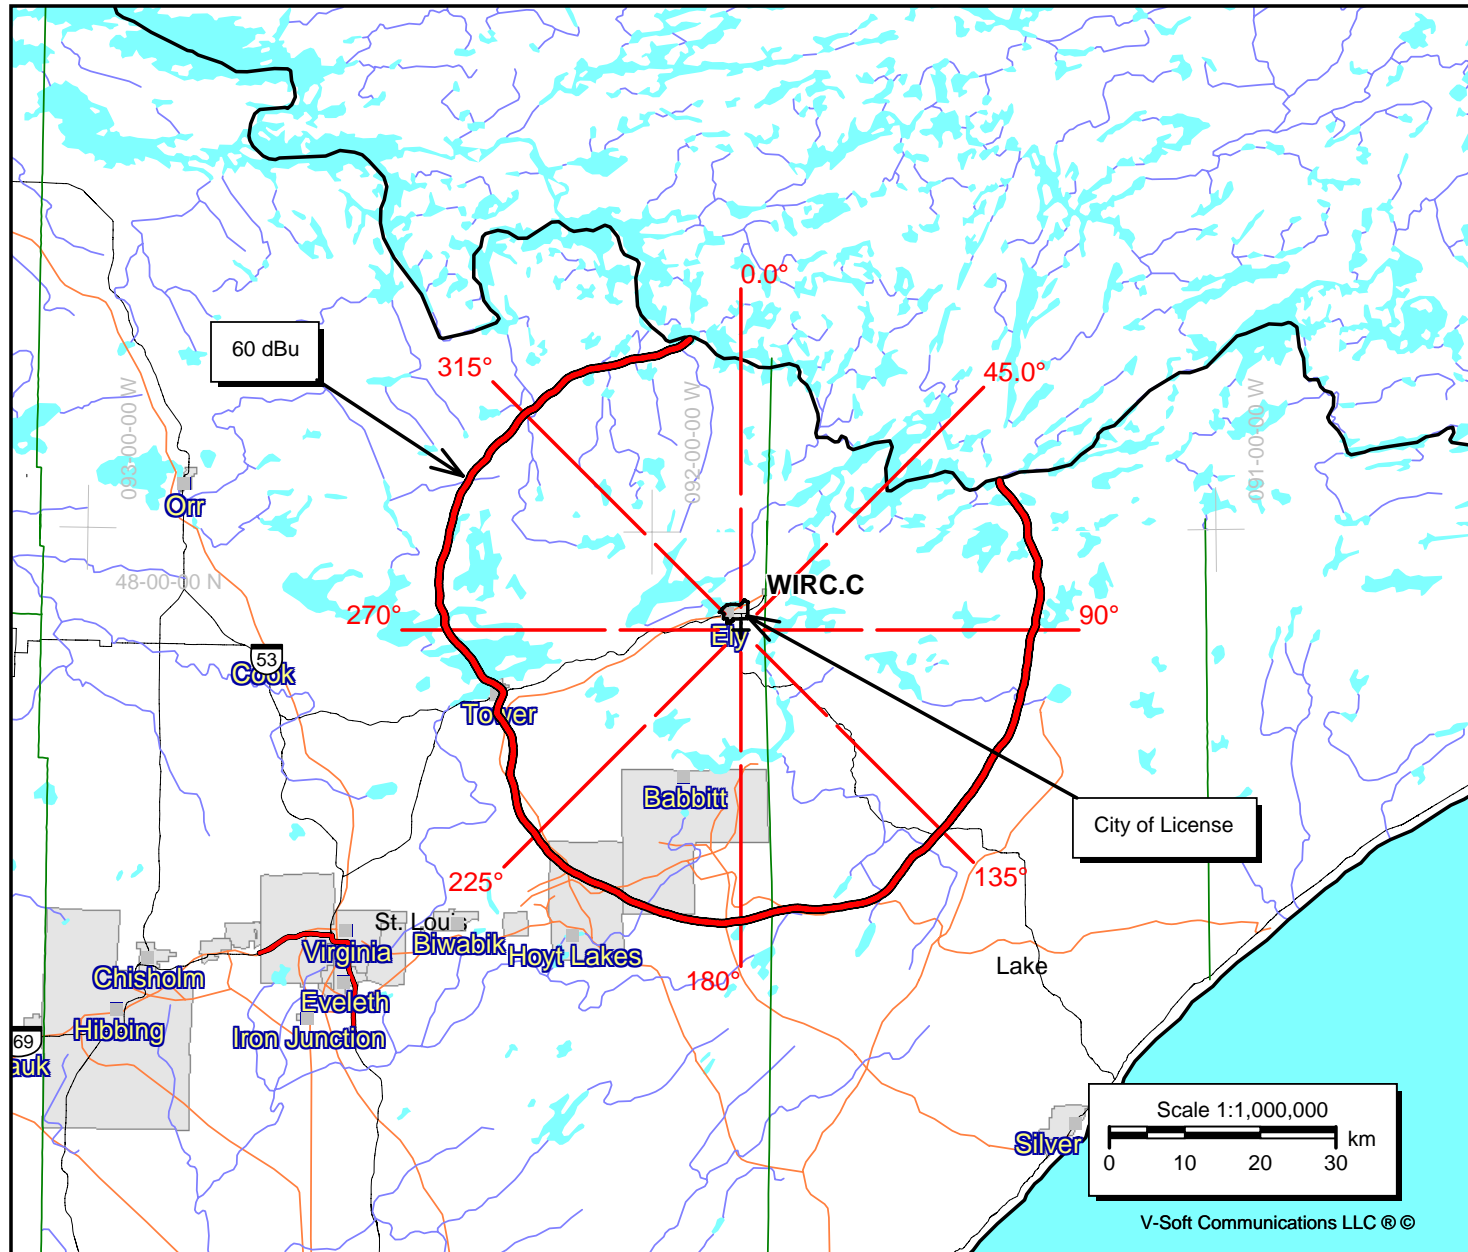 0.0°
60 dBu
315°
45.0°
093-00-00 W
092-00-00 W
091-00-00 W
Orr
48-00-00 N
WIRC.C
270°
90°
Ely
53
Cook
Tower
Babbitt
City of License
225°
135°
St. Louis
Virginia
Biwabik
Hoyt Lakes
Chisholm
Lake
180°
Eveleth
Hibbing
Iron Junction
69
auk
Scale 1:1,000,000
km
0 10 20 30
Silver
V-Soft Communications LLC ® ©